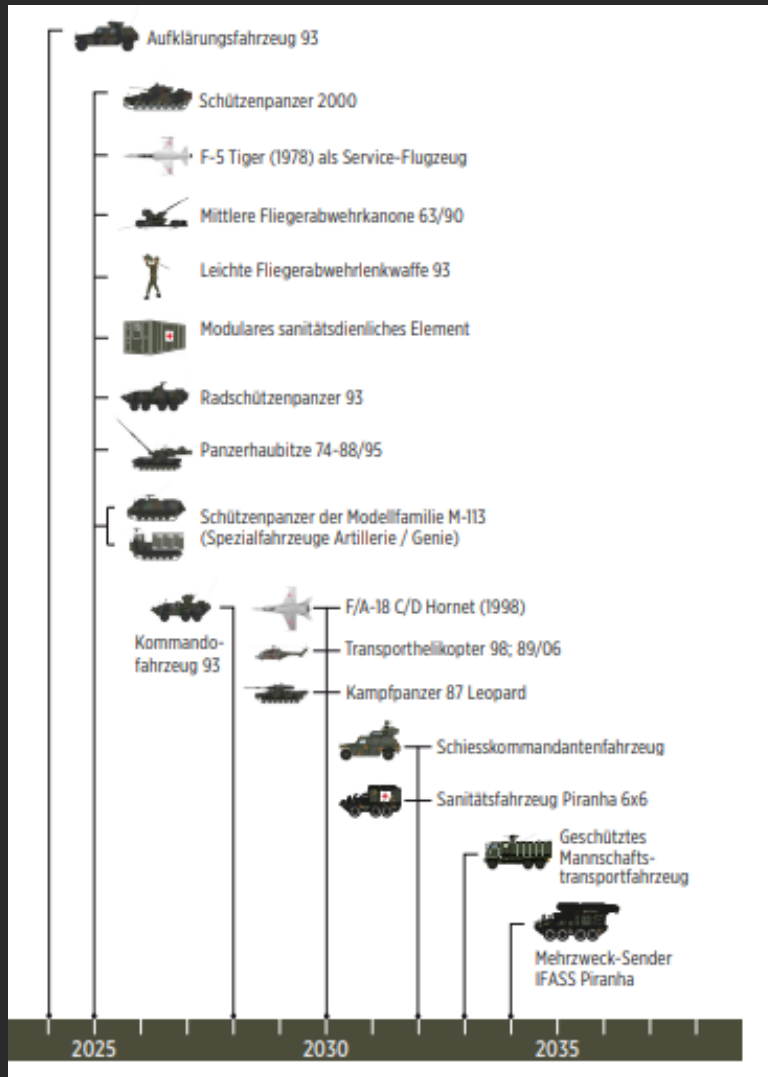 Aufklärungsfahrzeug 93
Schützenpanzer 2000
F-5 Tiger (1978) als Service-Flugzeug
Mittlere Fliegerabwehrkanone 63/90
Leichte Fliegerabwehrlenkwaffe 93
Modulares sanitätsdienliches Element
Radschützenpanzer 93
Panzerhaubitze 74-88/95
Schützenpanzer der Modellfamilie M-113
(Spezialfahrzeuge Artillerie / Genie)
Kommando-
fahrzeug 93
F/A-18 C/D Hornet (1998)
Transporthelikopter 98; 89/06
Kampfpanzer 87 Leopard
Schiesskommandantenfahrzeug
Sanitätsfahrzeug Piranha 6x6
Geschütztes
Mannschafts-
transportfahrzeug
Mehrzweck-Sender
IFASS Piranha
2025
2030
2035